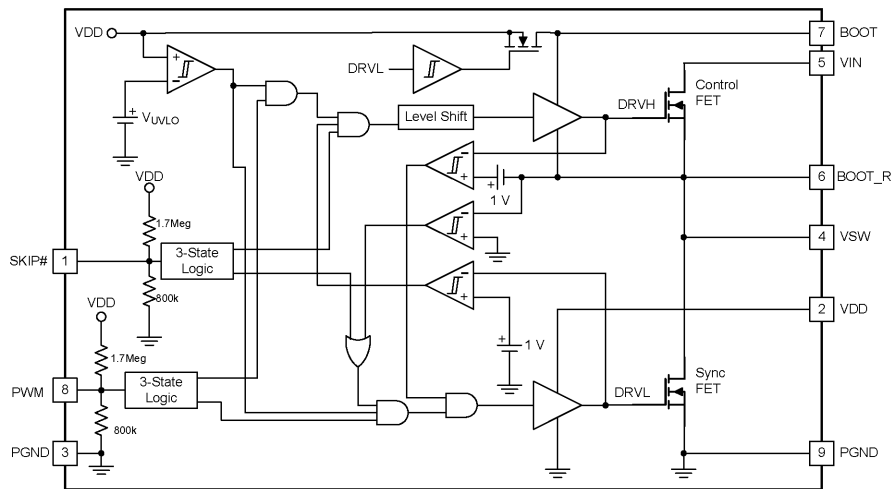 VDD
7
BOOT
DRVL
5
VIN
Control
FET
DRVH
VUVLO
Level Shift
VDD
1 V
6
BOOT_R
1.7Meg
SKIP#
1
3-State
Logic
4
VSW
800k
VDD
2
VDD
1 V
1.7Meg
PWM
8
3-State
Logic
Sync
FET
DRVL
800k
PGND
3
9
PGND